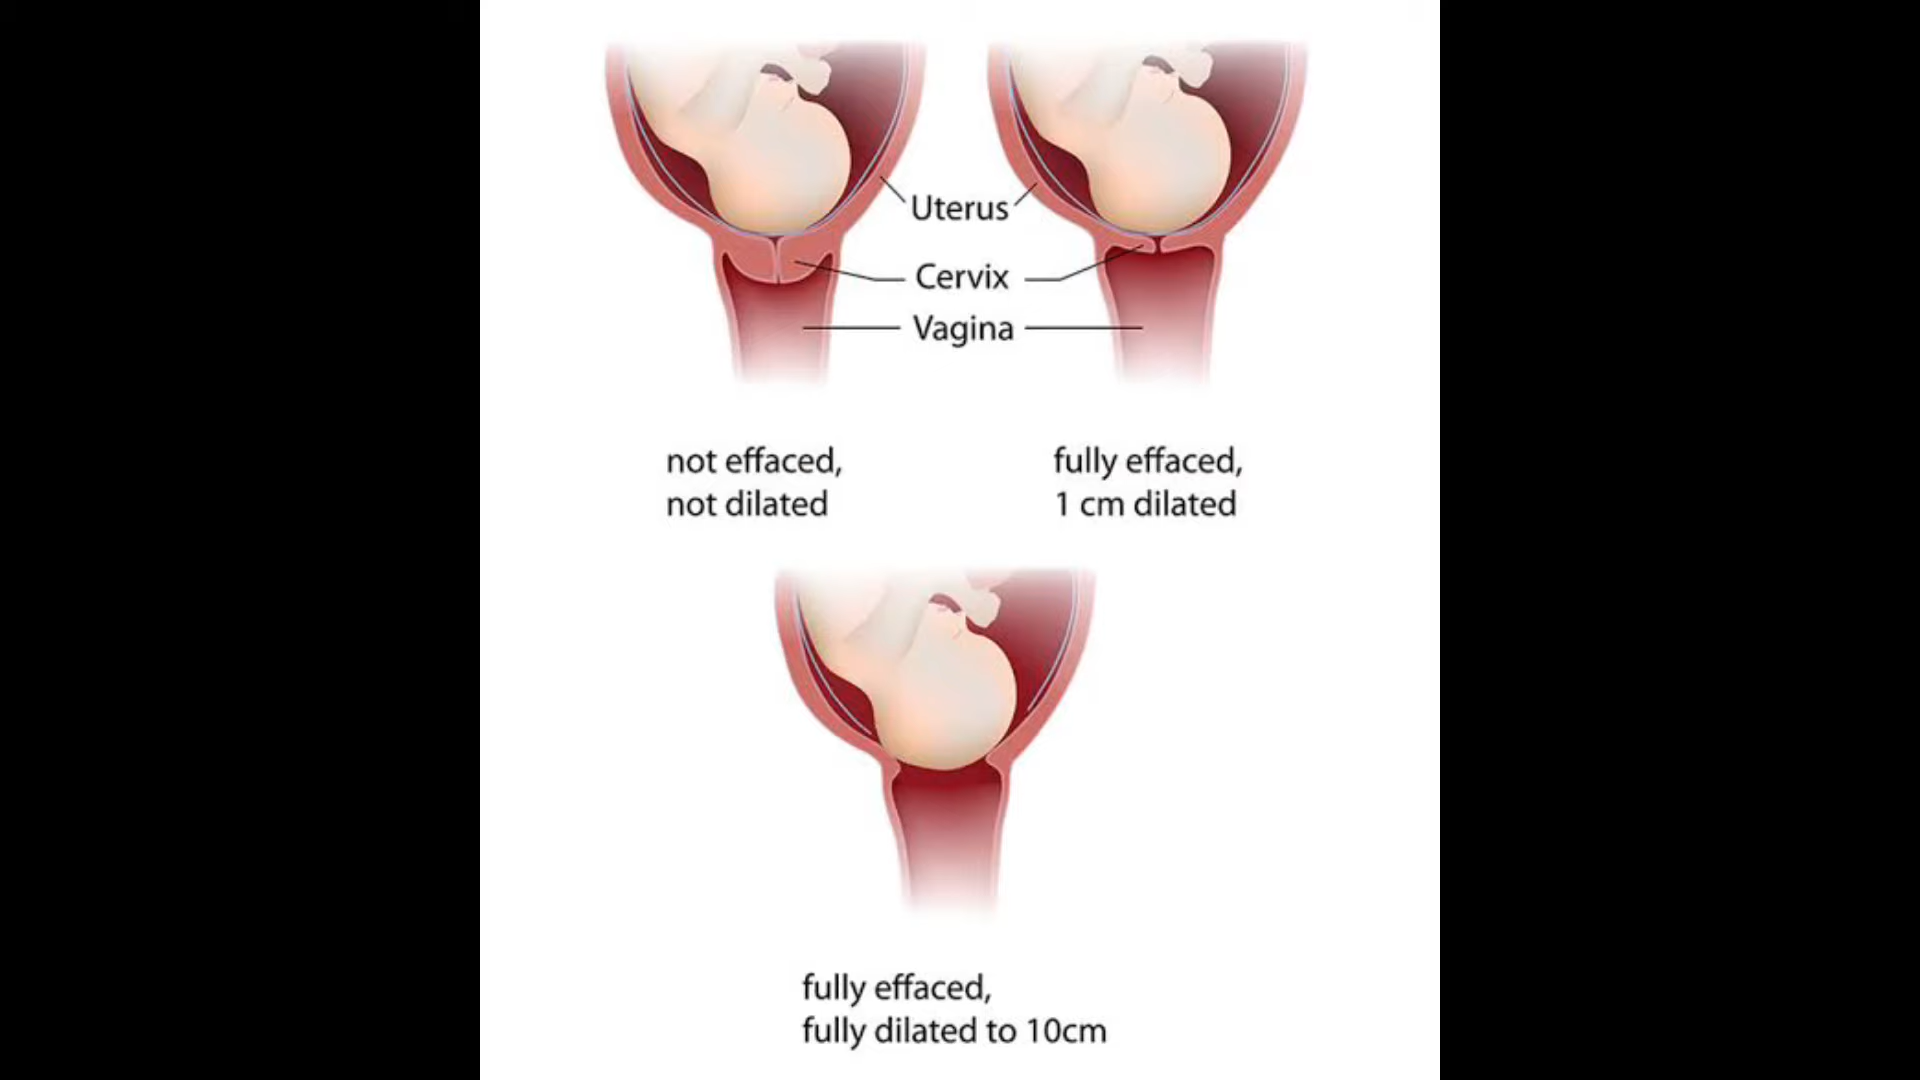 Uterus
Cervix
Vagina
not effaced,
not dilated
fully effaced,
1 cm dilated
fully effaced,
fully dilated to 10cm